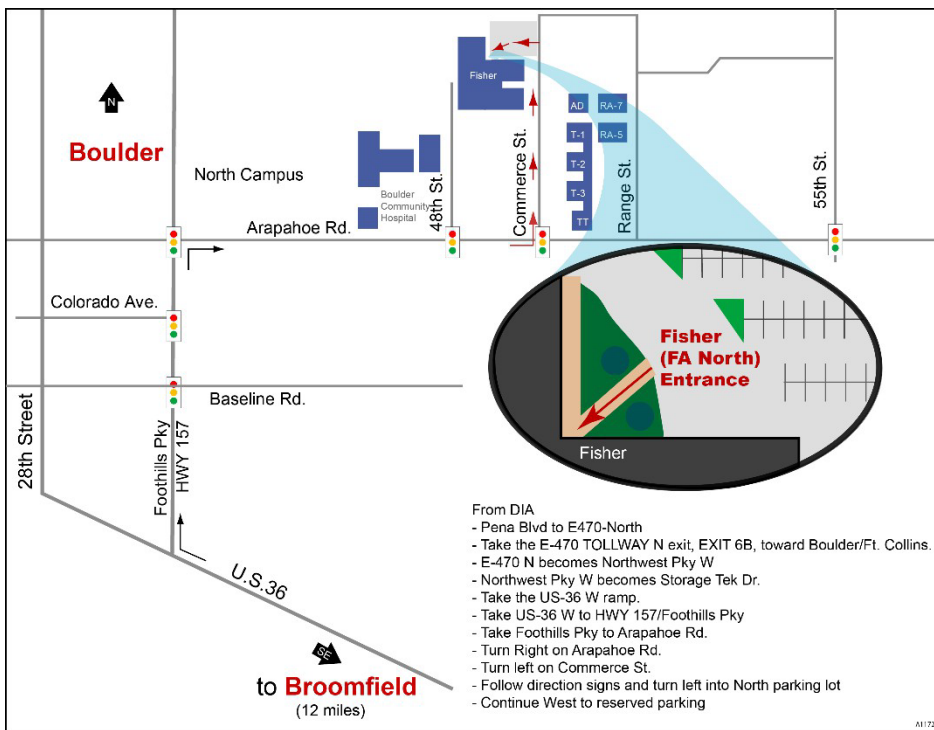 N
Boulder
North Campus
Fisher
Boulder
Community
Hospital
48th St.
Commerce St.
AD
RA-7
T-1
RA-5
T-2
T-3
TT
Range St.
55th St.
Arapahoe Rd.
Colorado Ave.
Baseline Rd.
28th Street
Foothills Pky
HWY 157
U.S.36
SE
to Broomfield
(12 miles)
Fisher
(FA North)
Entrance
Fisher
From DIA
- Pena Blvd to E470-North
- Take the E-470 TOLLWAY N exit, EXIT 6B, toward Boulder/Ft. Collins.
- E-470 N becomes Northwest Pky W
- Northwest Pky W becomes Storage Tek Dr.
- Take the US-36 W ramp.
- Take US-36 W to HWY 157/Foothills Pky
- Take Foothills Pky to Arapahoe Rd.
- Turn Right on Arapahoe Rd.
- Turn left on Commerce St.
- Follow direction signs and turn left into North parking lot
- Continue West to reserved parking